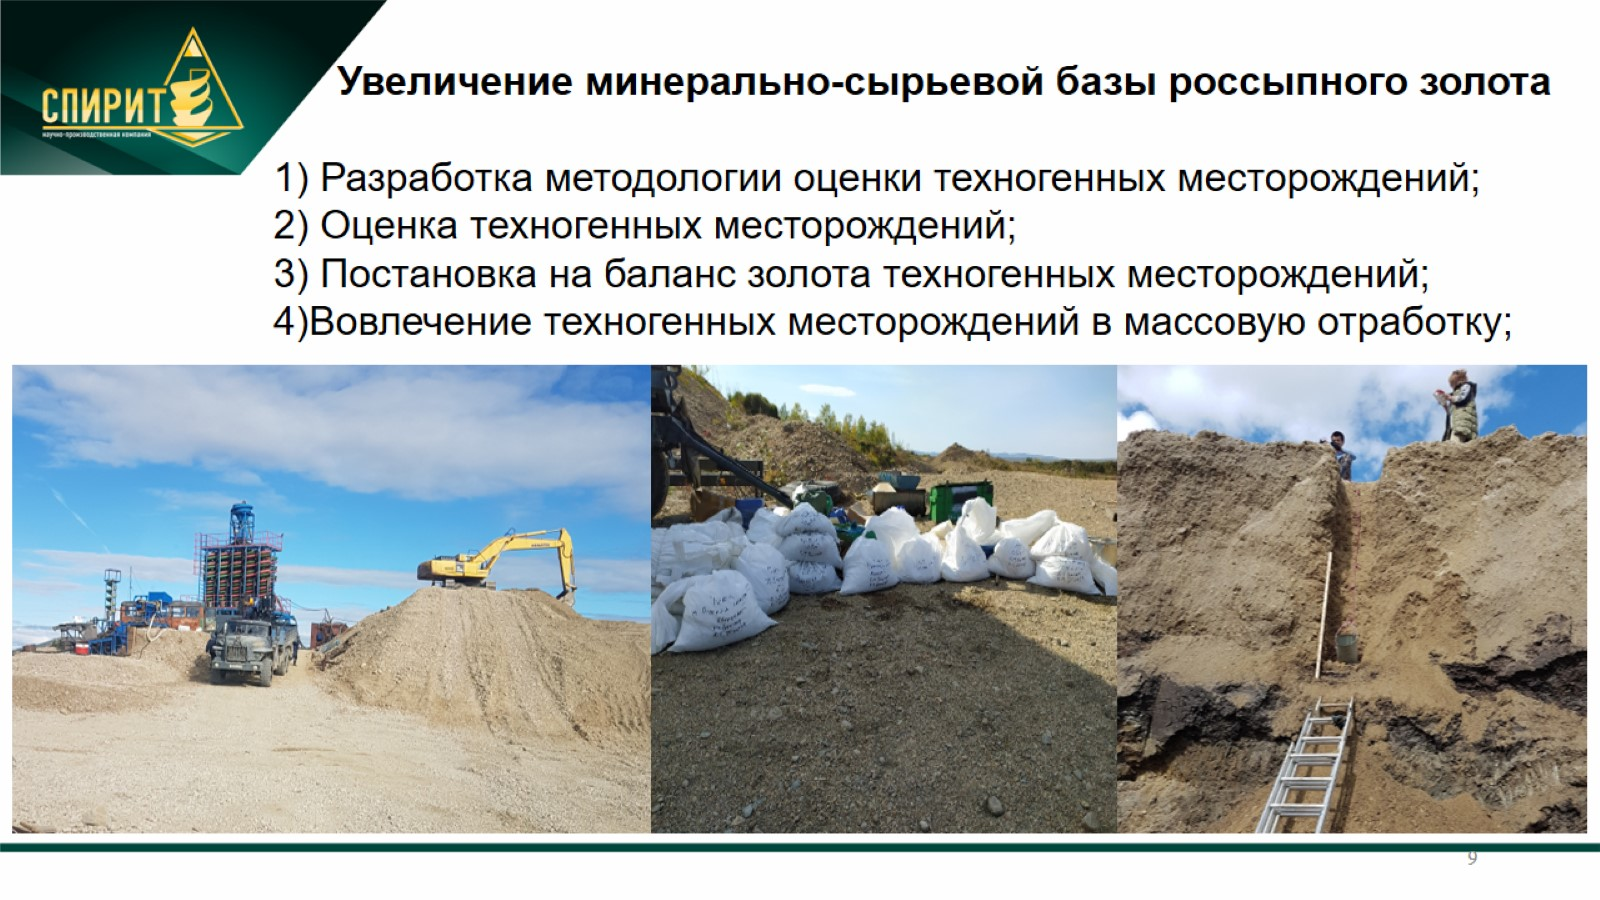 СПИРИТ
научно-производственная компания
Увеличение минерально-сырьевой базы россыпного золота
1) Разработка методологии оценки техногенных месторождений;
2) Оценка техногенных месторождений;
3) Постановка на баланс золота техногенных месторождений;
4)Вовлечение техногенных месторождений в массовую отработку;
9